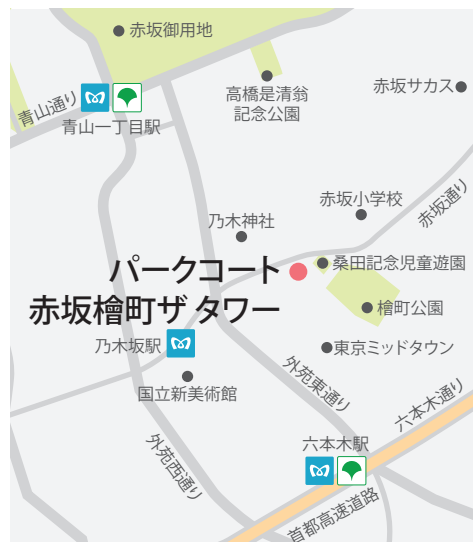 赤坂御用地
赤坂サカス
高橋是清翁
記念公園
青山通り
青山一丁目駅
赤坂小学校
赤坂通り
乃木神社
桑田記念児童遊園
パークコート
赤坂檜町ザ タワー
檜町公園
乃木坂駅
東京ミッドタウン
国立新美術館
外苑東通り
六本木通り
外苑西通り
六本木駅
首都高速道路